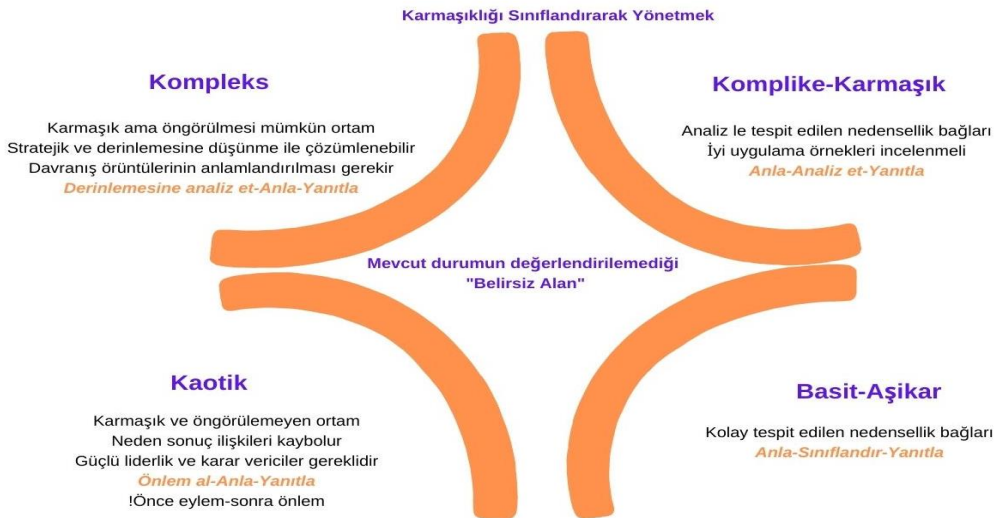 Karmaşıklığı Sınıflandırarak Yönetmek
Kompleks
Karmaşık ama öngörülmesi mümkün ortam
Stratejik ve derinlemesine düşünme ile çözümlenebilir
Davranış örüntülerinin anlamlandırılması gerekir
Derinlemesine analiz et-Anla-Yanıtla
Komplike-Karmaşık
Analiz le tespit edilen nedensellik bağları
İyi uygulama örnekleri incelenmeli
Anla-Analiz et-Yanıtla
Mevcut durumun değerlendirilemediği
"Belirsiz Alan"
Kaotik
Karmaşık ve öngörülemeyen ortam
Neden sonuç ilişkileri kaybolur
Güçlü liderlik ve karar vericiler gereklidir
Önlem al-Anla-Yanıtla
!Önce eylem-sonra önlem
Basit-Aşikar
Kolay tespit edilen nedensellik bağları
Anla-Sınıflandır-Yanıtla